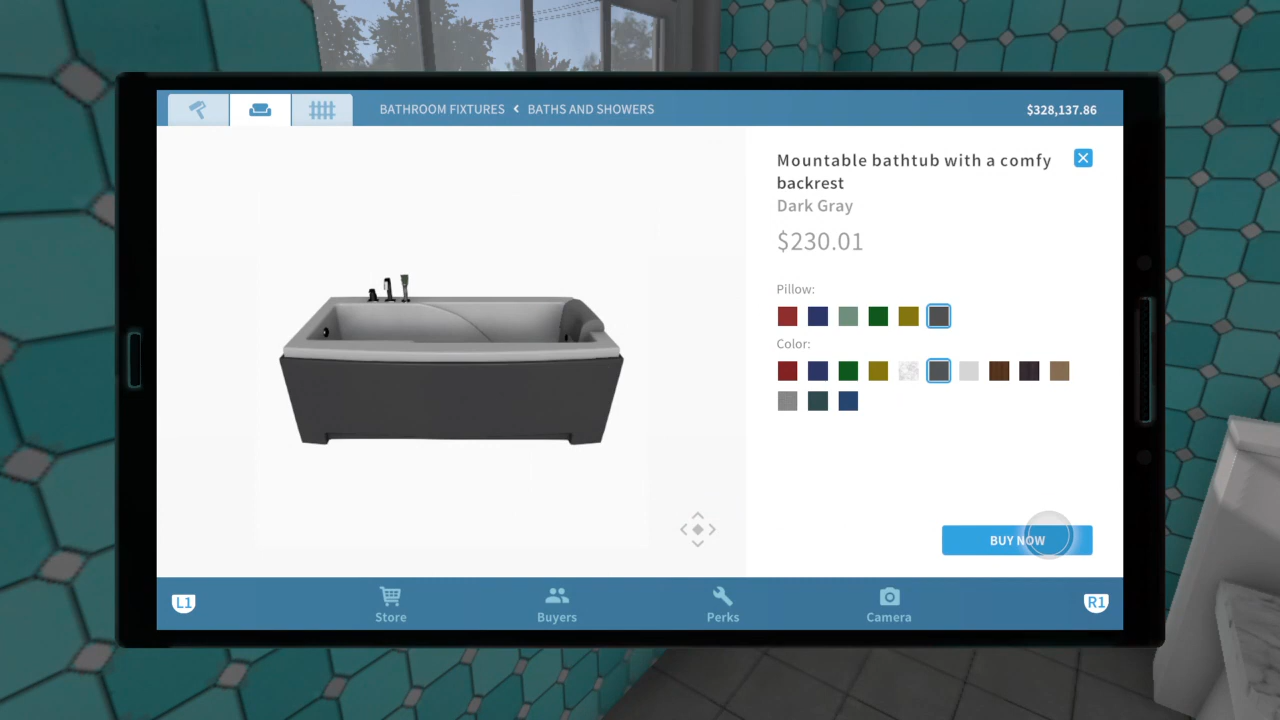 BATHROOM FIXTURES < BATHS AND SHOWERS
$328,137.86
Mountable bathtub with a comfy
backrest
Dark Gray
$230.01
Pillow:
Color:
BUY NOW
L1
Store
Buyers
Perks
Camera
R1